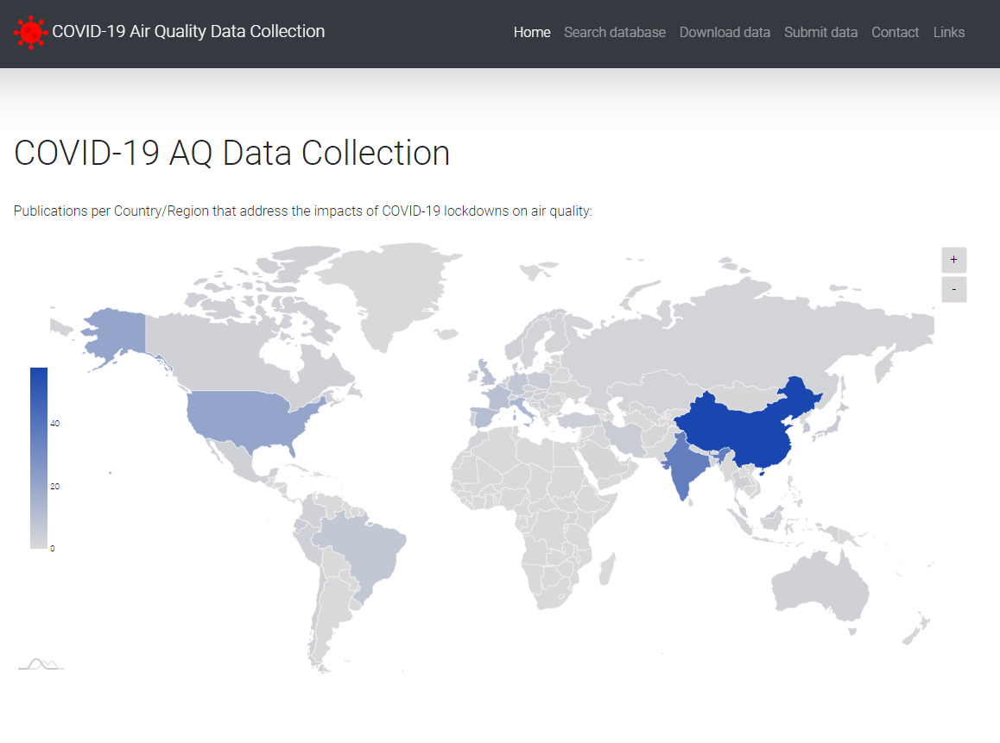 COVID-19 Air Quality Data Collection
Home Search database Download data Submit data Contact Links
COVID-19 AQ Data Collection
Publications per Country/Region that address the impacts of COVID-19 lockdowns on air quality:
+
-
40
20
0